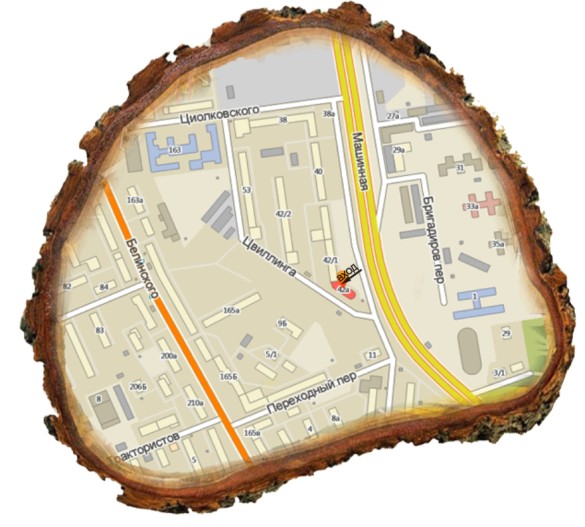 Циолковского
38
38а
27а
Машинная
163
29а
31
40
53
163а
33а
42/2
Бригадиров пер
35а
Белинского
Цвиллинга
42/1
ВХОД
42а
82
84
1
165а
83
9Б
29
200а
5/1
11
3/1
165Б
206Б
Переходный пер
8
210а
8а
4
165в
актористов
5